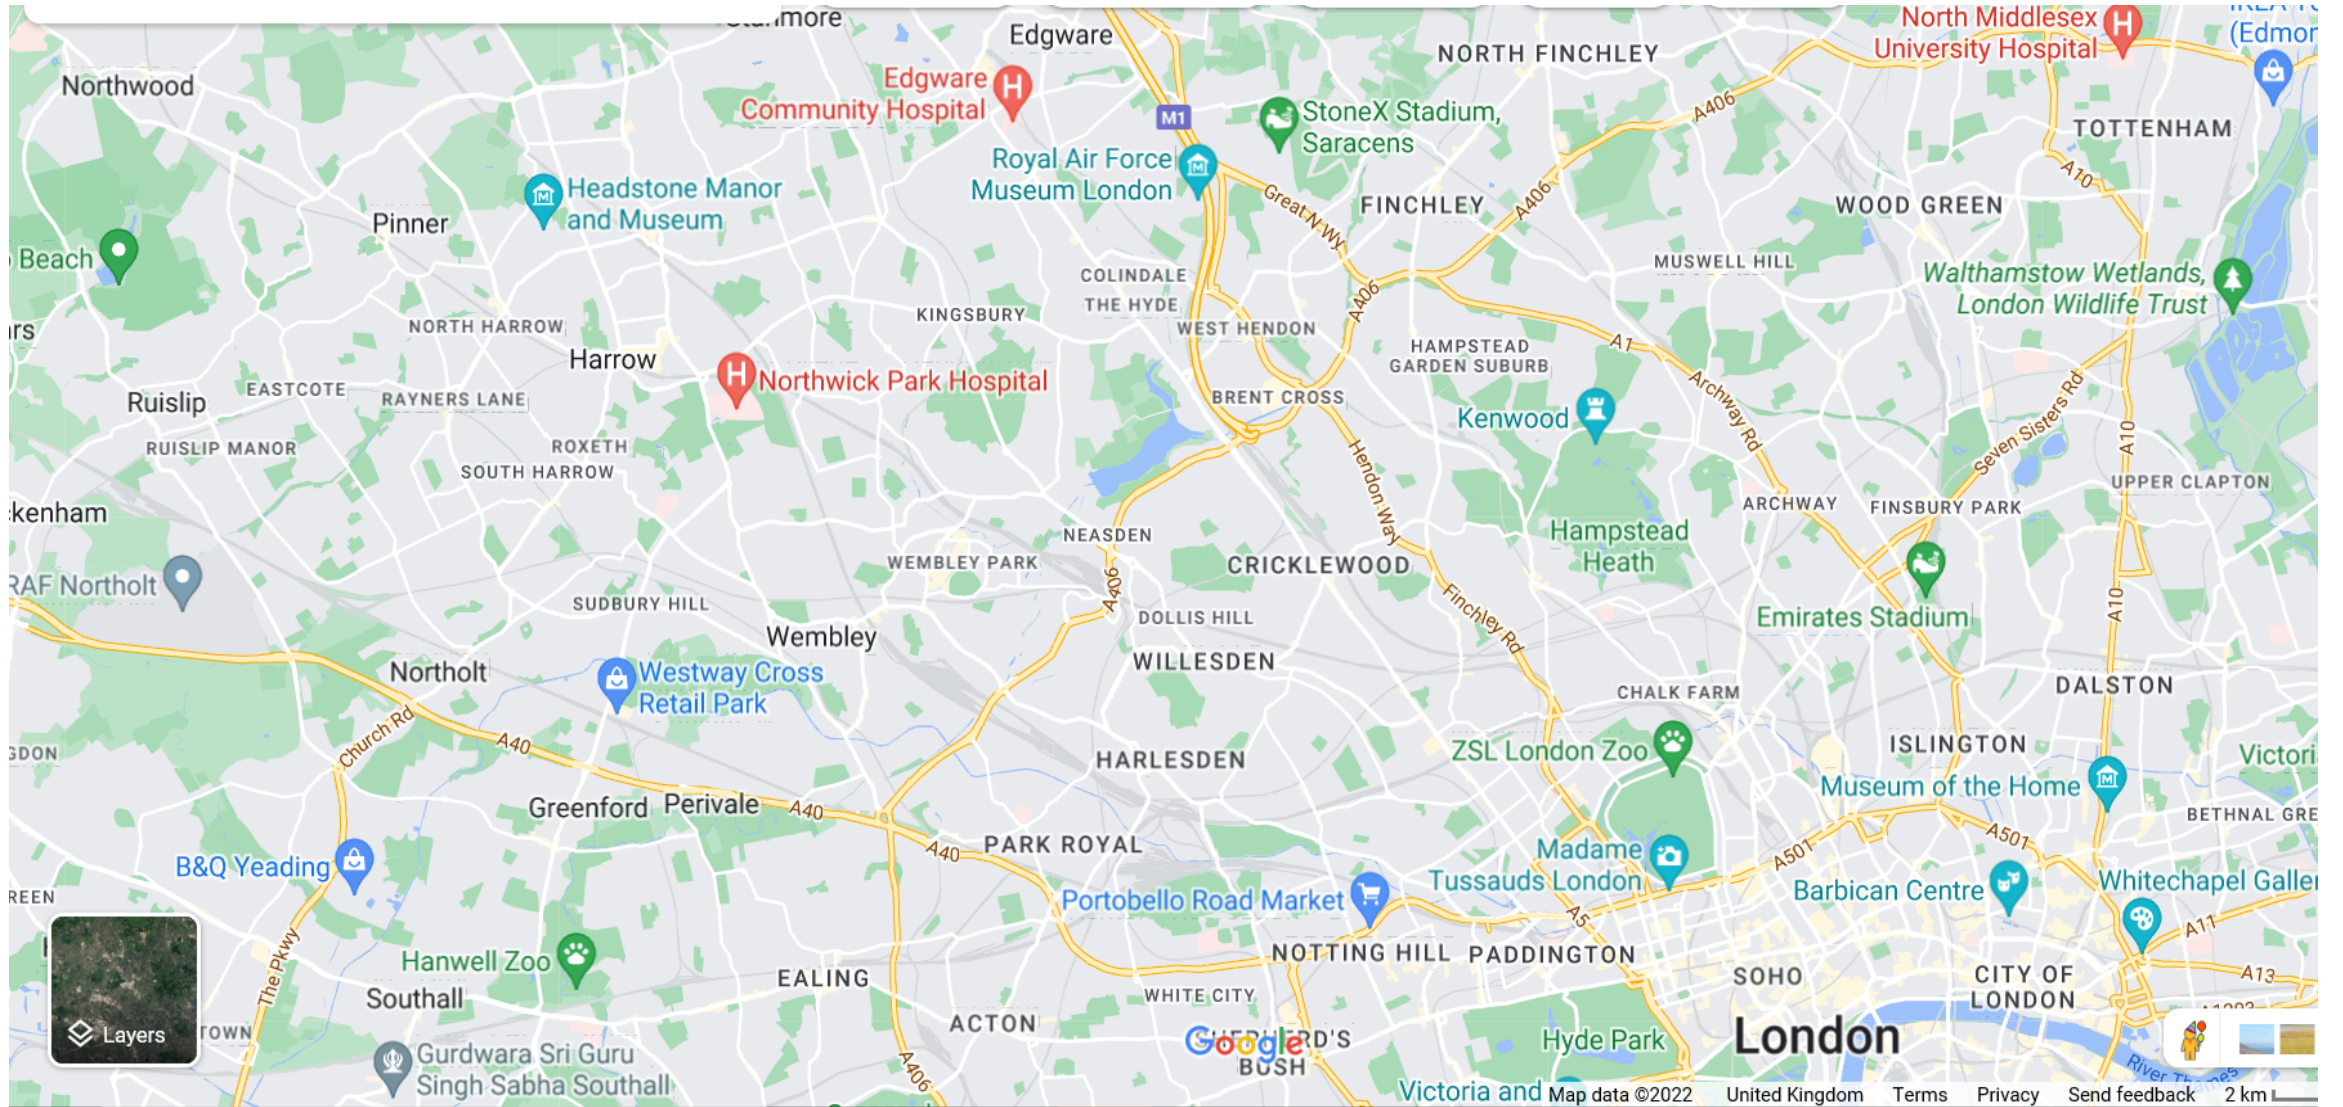 Stanmore
Edgware
NORTH FINCHLEY
North Middlesex
University Hospital
(Edmon
Northwood
Edgware
Community Hospital
M1
StoneX Stadium,
Saracens
A406
TOTTENHAM
Royal Air Force
Museum London
Headstone Manor
and Museum
Pinner
Great N Wy
FINCHLEY
A406
WOOD GREEN
A10
Beach
COLINDALE
THE HYDE
MUSWELL HILL
Walthamstow Wetlands,
London Wildlife Trust
NORTH HARROW
KINGSBURY
WEST HENDON
A406
A1
Harrow
HAMPSTEAD
GARDEN SUBURB
Northwick Park Hospital
EASTCOTE
RAYNERS LANE
Ruislip
BRENT CROSS
Kenwood
Archway Rd
Seven Sisters Rd
A10
RUISLIP MANOR
ROXETH
SOUTH HARROW
Hendon Way
UPPER CLAPTON
ckenham
ARCHWAY
FINSBURY PARK
NEASDEN
Hampstead
Heath
WEMBLEY PARK
CRICKLEWOOD
RAF Northolt
A406
A10
SUDBURY HILL
DOLLIS HILL
Finchley Rd
Emirates Stadium
Wembley
WILLESDEN
Northolt
Westway Cross
Retail Park
CHALK FARM
DALSTON
Church Rd
A40
GDON
HARLESDEN
ZSL London Zoo
ISLINGTON
Victori
Museum of the Home
Greenford
Perivale
A40
BETHNAL GRE
PARK ROYAL
A40
Madame
Tussauds London
A501
A501
B&Q Yeading
Portobello Road Market
Barbican Centre
Whitechapel Galler
REEN
A5
A11
The Pkwy
Hanwell Zoo
NOTTING HILL
PADDINGTON
EALING
SOHO
CITY OF
LONDON
A13
Southall
WHITE CITY
Layers
TOWN
ACTON
Google
RD'S
BUSH
Hyde Park
London
Gurdwara Sri Guru
Singh Sabha Southall
A406
River Thames
Victoria and
Map data ©2022
United Kingdom
Terms
Privacy
Send feedback
2 km